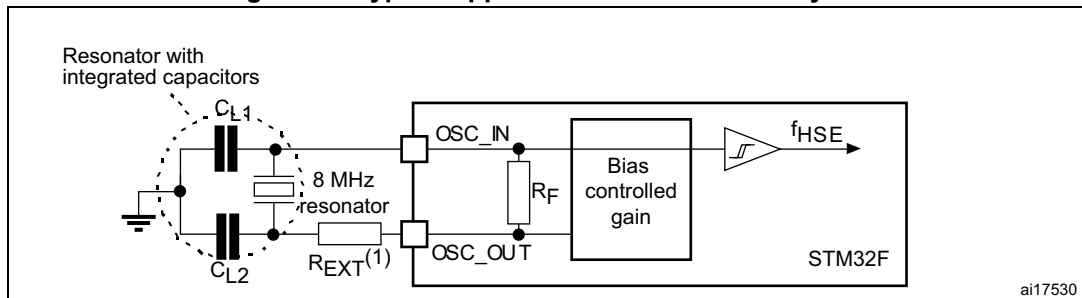 Resonator with
integrated capacitors
CL1
OSC_IN
fHSE
8 MHz
resonator
RF
Bias
controlled
gain
REXT(1)
OSC_OUT
STM32F
CL2
ai17530